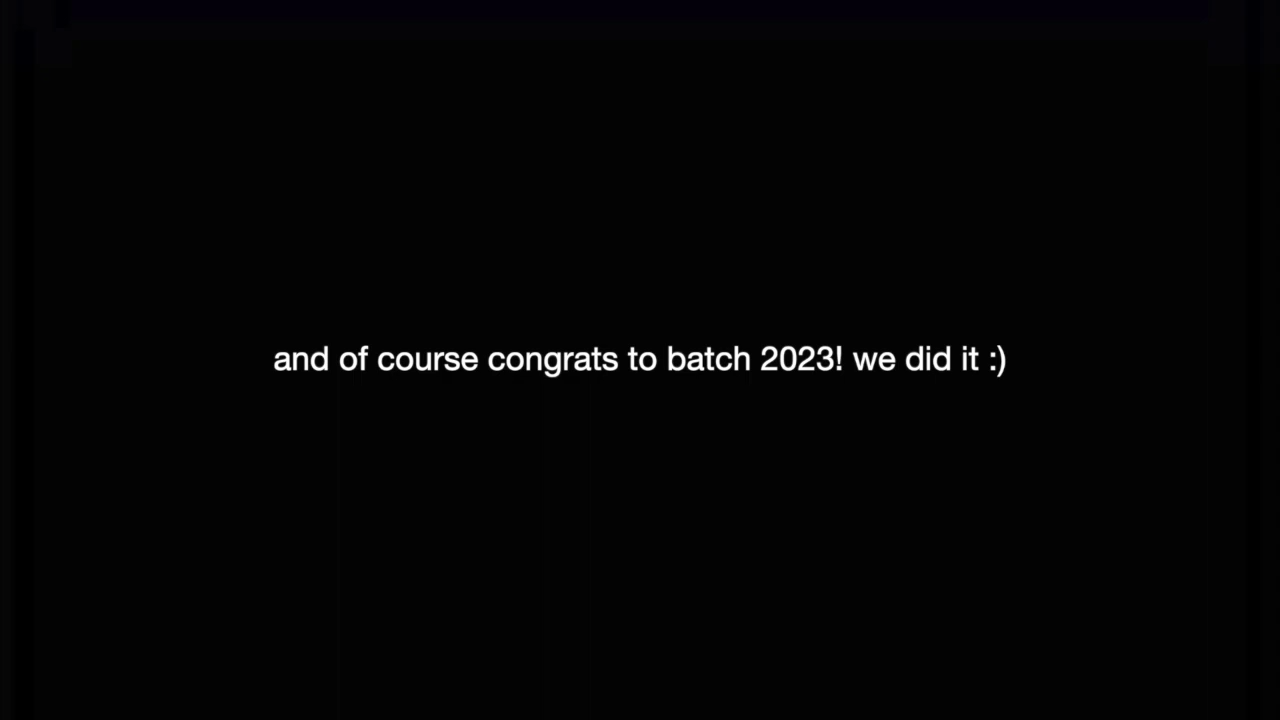 and of course congrats to batch 2023! we did it :)